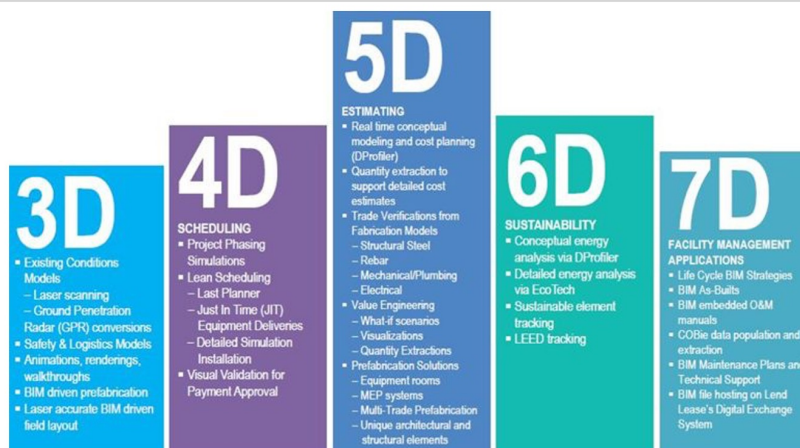 3D
▪ Existing Conditions
Models
– Laser scanning
– Ground Penetration
Radar (GPR) conversions
▪ Safety & Logistics Models
▪ Animations, renderings,
walkthroughs
▪ BIM driven prefabrication
▪ Laser accurate BIM driven
field layout
4D
SCHEDULING
▪ Project Phasing
Simulations
▪ Lean Scheduling
– Last Planner
– Just In Time (JIT)
Equipment Deliveries
– Detailed Simulation
Installation
▪ Visual Validation for
Payment Approval
5D
ESTIMATING
▪ Real time conceptual
modeling and cost planning
(DProfiler)
▪ Quantity extraction to
support detailed cost
estimates
▪ Trade Verifications from
Fabrication Models
– Structural Steel
– Rebar
– Mechanical/Plumbing
– Electrical
▪ Value Engineering
– What-if scenarios
– Visualizations
– Quantity Extractions
▪ Prefabrication Solutions
– Equipment rooms
– MEP systems
– Multi-Trade Prefabrication
– Unique architectural and
structural elements
6D
SUSTAINABILITY
▪ Conceptual energy
analysis via DProfiler
▪ Detailed energy analysis
via EcoTech
▪ Sustainable element
tracking
▪ LEED tracking
7D
FACILITY MANAGEMENT
APPLICATIONS
▪ Life Cycle BIM Strategies
▪ BIM As-Builts
▪ BIM embedded O&M
manuals
▪ COBie data population and
extraction
▪ BIM Maintenance Plans an
Technical Support
▪ BIM file hosting on Lend
Lease's Digital Exchange
System